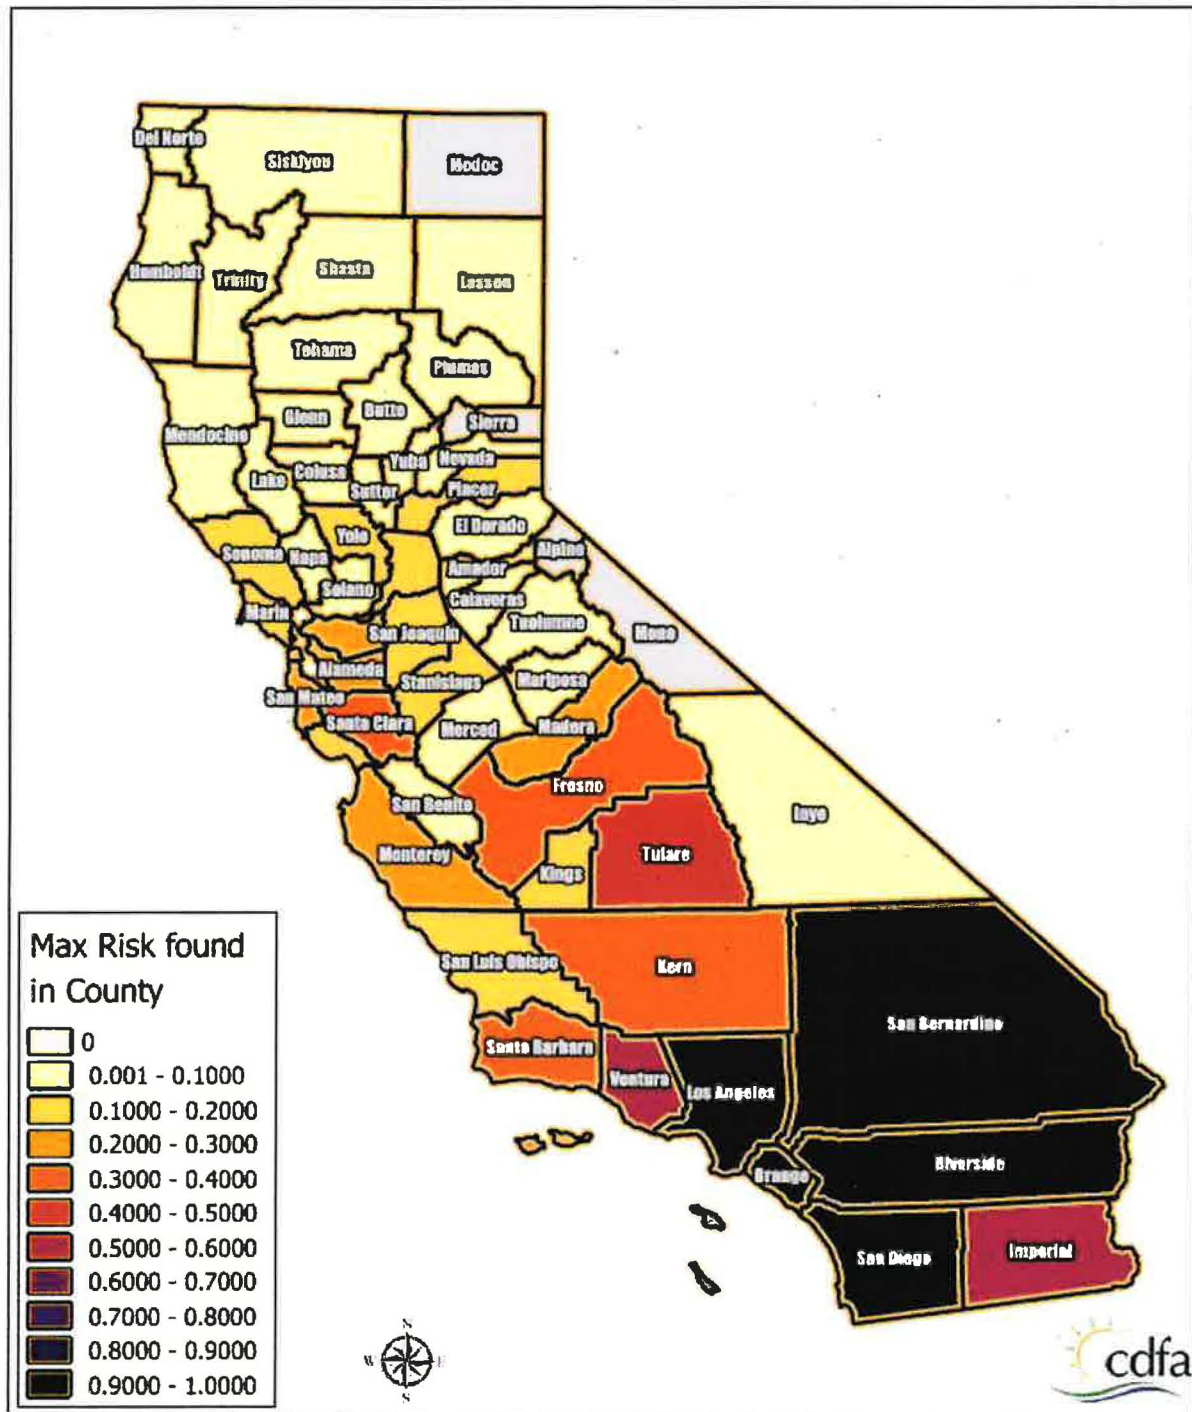 Del Norte
Siskiyou
Modoc
Humboldt
Trinity
Shasta
Lassen
Tehama
Plumas
Glenn
Butte
Sierra
Mendocino
Lake
Colusa
Yuba
Nevada
Sutter
Placer
El Dorado
Sonoma
Napa
Yolo
Alpine
Amador
Solano
Calaveras
Marin
San Joaquin
Tuolumne
Mono
Alameda
Stanislaus
Mariposa
San Mateo
Santa Clara
Merced
Madera
Fresno
San Benito
Inyo
Monterey
Kings
Tulare
San Luis Obispo
Kern
San Bernardino
Santa Barbara
Ventura
Los Angeles
Orange
Riverside
San Diego
Imperial
Max Risk found
in County
0
0.001 - 0.1000
0.1000 - 0.2000
0.2000 - 0.3000
0.3000 - 0.4000
0.4000 - 0.5000
0.5000 - 0.6000
0.6000 - 0.7000
0.7000 - 0.8000
0.8000 - 0.9000
0.9000 - 1.0000
N
W E
S
cdfa